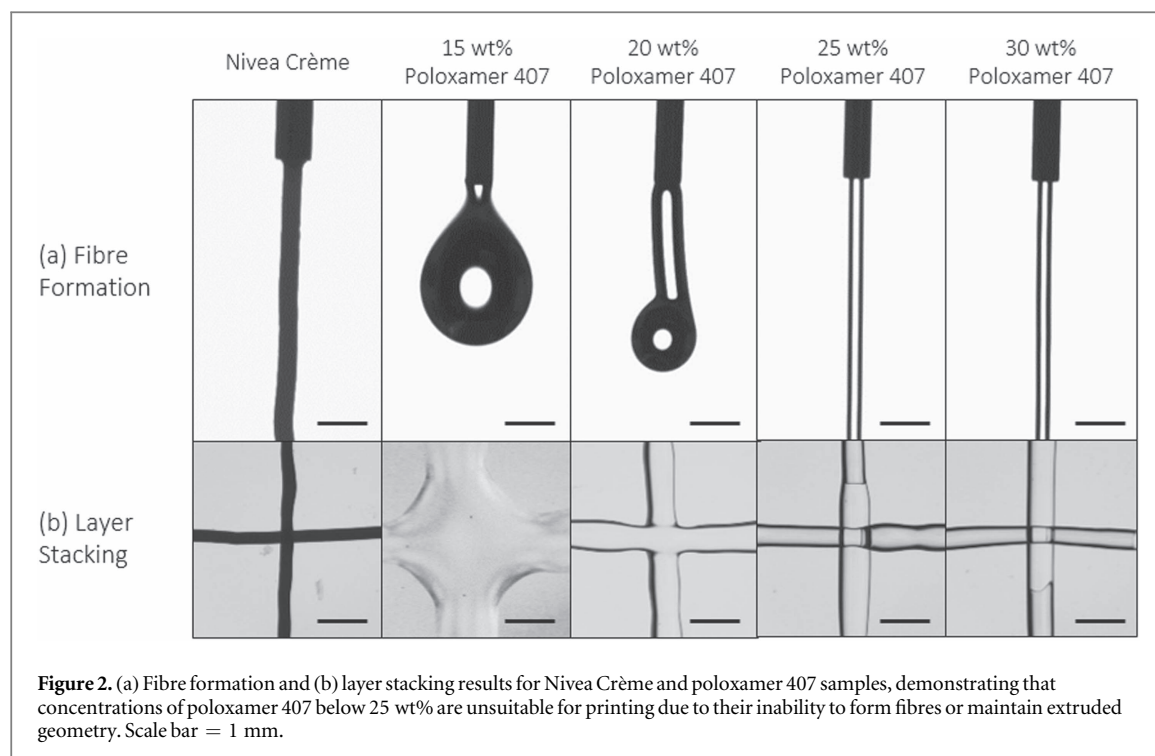 Nivea Crème
15 wt%
Poloxamer 407
20 wt%
Poloxamer 407
25 wt%
Poloxamer 407
30 wt%
Poloxamer 407
(a) Fibre
Formation
(b) Layer
Stacking
Figure 2. (a) Fibre formation and (b) layer stacking results for Nivea Crème and poloxamer 407 samples, demonstrating that
concentrations of poloxamer 407 below 25 wt% are unsuitable for printing due to their inability to form fibres or maintain extruded
geometry. Scale bar = 1 mm.